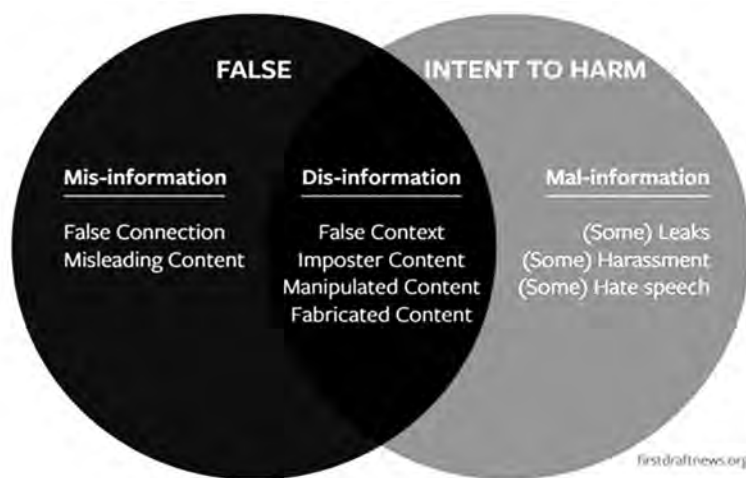 FALSE
INTENT TO HARM
Mis-information
False Connection
Misleading Content
Dis-information
False Context
Imposter Content
Manipulated Content
Fabricated Content
Mal-information
(Some) Leaks
(Some) Harassment
(Some) Hate speech
firstdraftnews.org